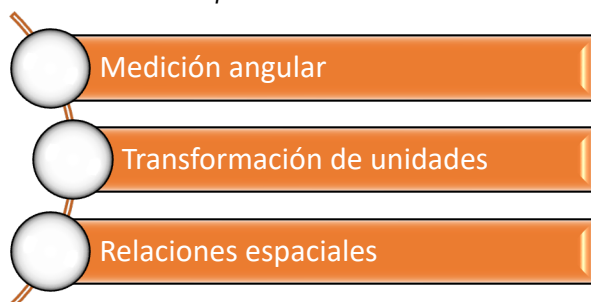 Medición angular
Transformación de unidades
Relaciones espaciales